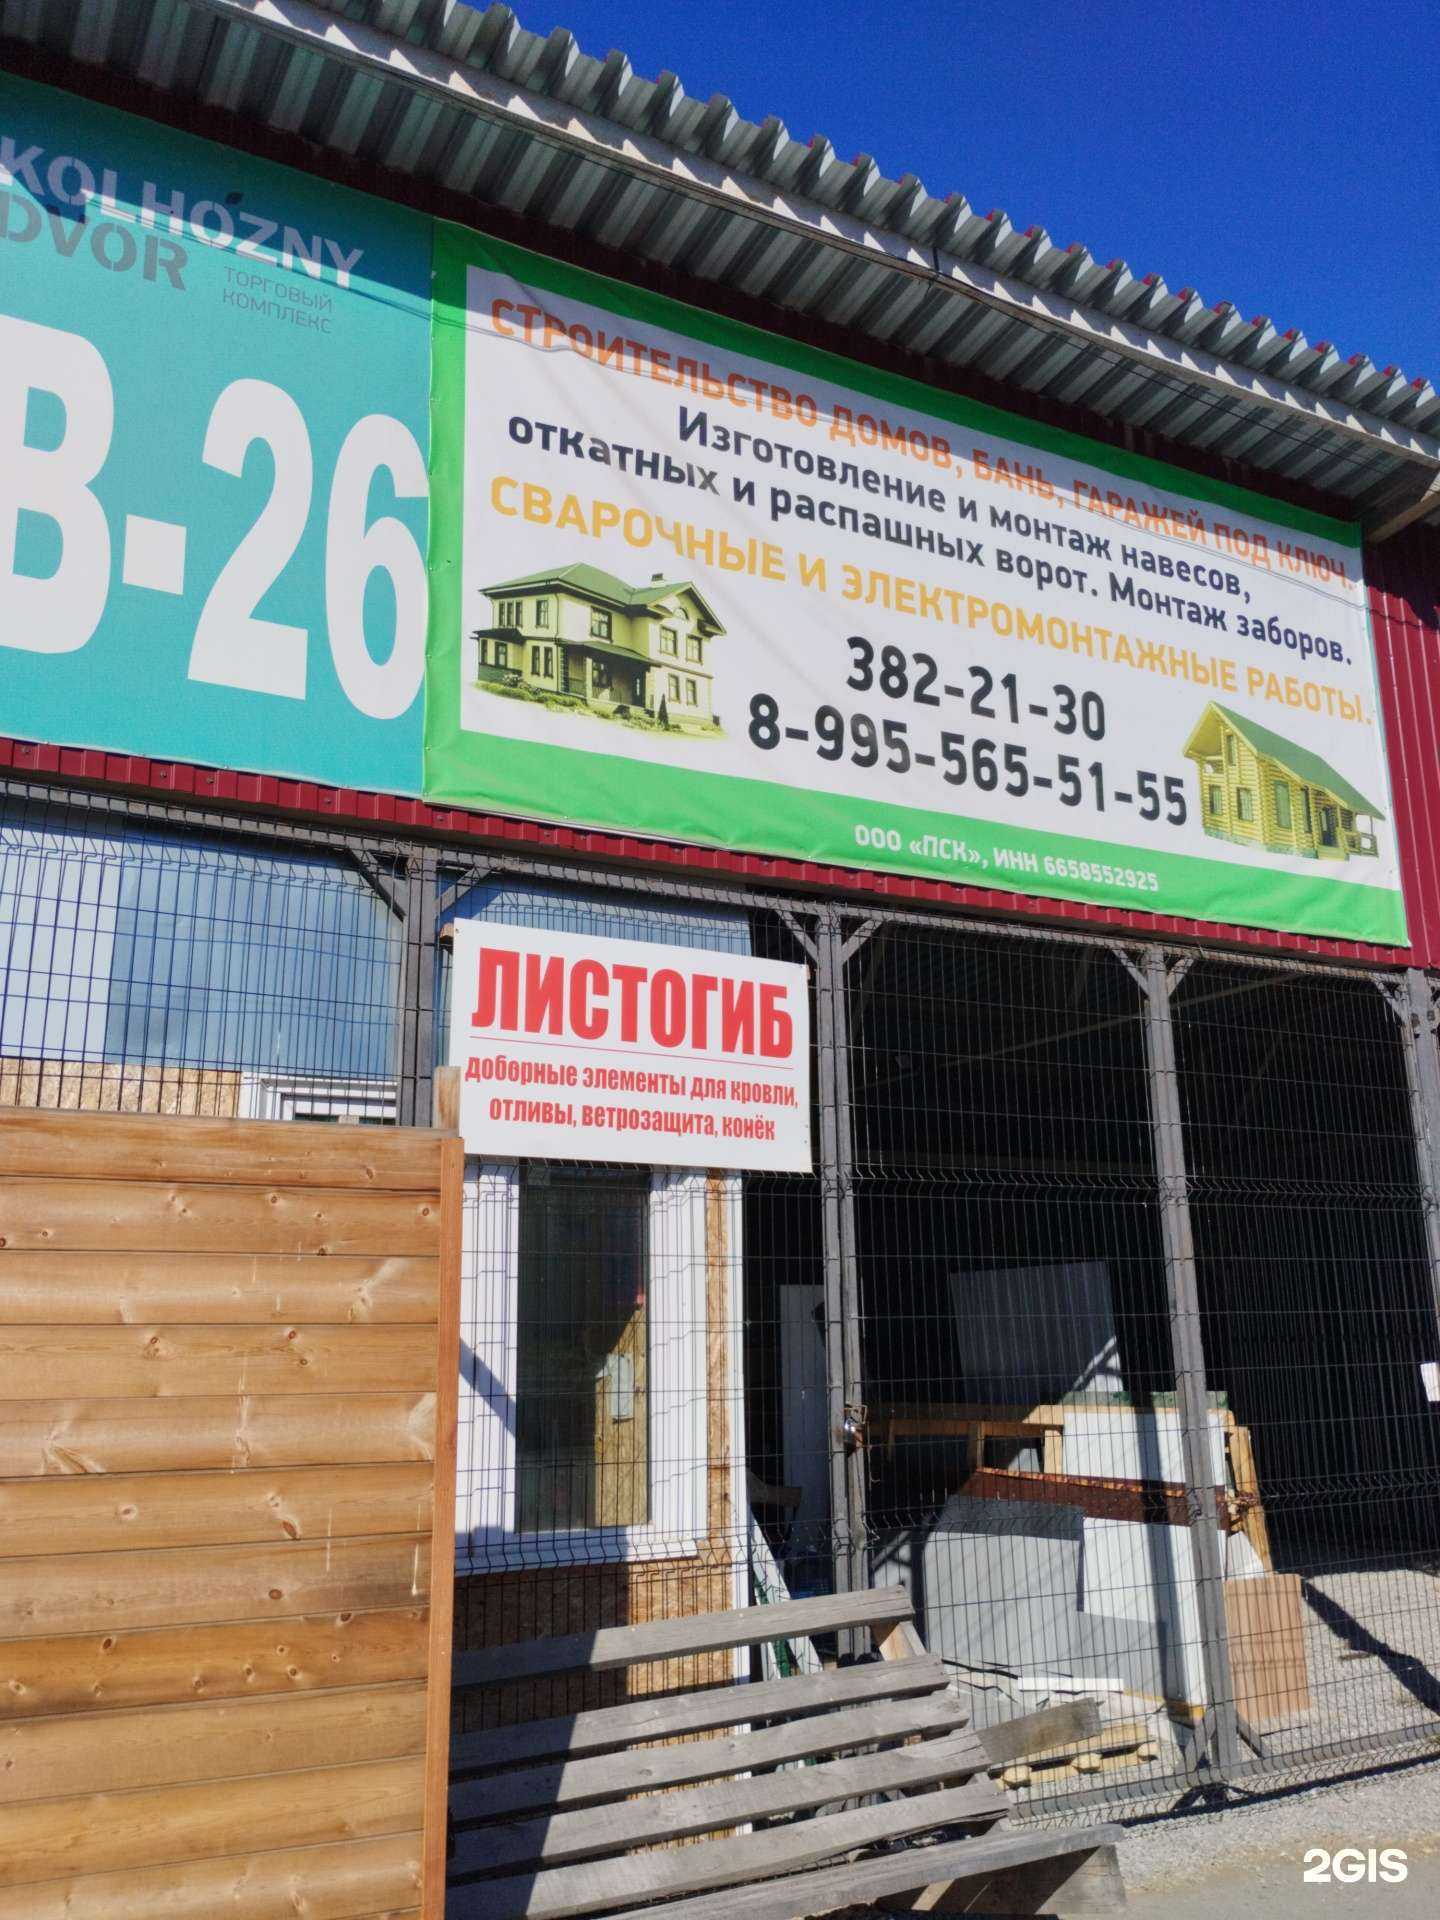 KOLHOZNY
DVOR
ТОРГОВЫЙ
КОМПЛЕКС
В-26
СТРОИТЕЛЬСТВО ДОМОВ, БАНЬ, ГАРАЖЕЙ ПОД КЛЮЧ.
Изготовление и монтаж навесов,
откатных и распашных ворот. Монтаж заборов.
СВАРОЧНЫЕ И ЭЛЕКТРОМОНТАЖНЫЕ РАБОТЫ.
382-21-30
8-995-565-51-55
ООО «ПСК», ИНН 6658552925
ЛИСТОГИБ
доборные элементы для кровли,
отливы, ветрозащита, конёк
2GIS